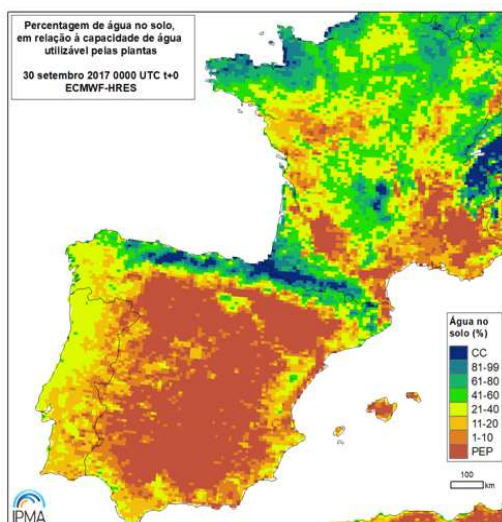 Percentagem de água no solo,
em relação à capacidade de água
utilizável pelas plantas
30 setembro 2017 0000 UTC t+0
ECMWF-HRES
Água no
solo (%)
CC
81-99
61-80
41-60
21-40
11-20
1-10
PEP
100
km
IPMA